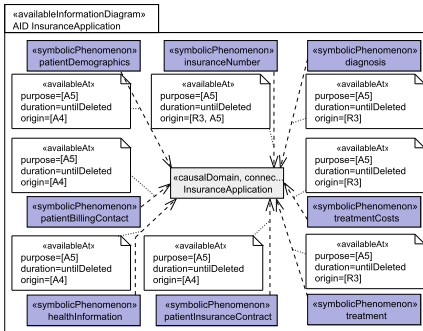 «availableInformationDiagram»
AID InsuranceApplication
«symbolicPhenomenon»
patientDemographics
«symbolicPhenomenon»
insuranceNumber
«symbolicPhenomenon»
diagnosis
«availableAt»
purpose=[A5]
duration=untilDeleted
origin=[A4]
«availableAt»
purpose=[A5]
duration=untilDeleted
origin=[R3, A5]
«availableAt»
purpose=[A5]
duration=untilDeleted
origin=[R3]
«availableAt»
purpose=[A5]
duration=untilDeleted
origin=[A4]
«causalDomain, connec...
InsuranceApplication
«availableAt»
purpose=[A5]
duration=untilDeleted
origin=[R3]
«symbolicPhenomenon»
patientBillingContact
«symbolicPhenomenon»
treatmentCosts
«availableAt»
purpose=[A5]
duration=untilDeleted
origin=[A4]
«availableAt»
purpose=[A5]
duration=untilDeleted
origin=[A4]
«availableAt»
purpose=[A5]
duration=untilDeleted
origin=[R3]
«symbolicPhenomenon»
healthInformation
«symbolicPhenomenon»
patientInsuranceContract
«symbolicPhenomenon»
treatment